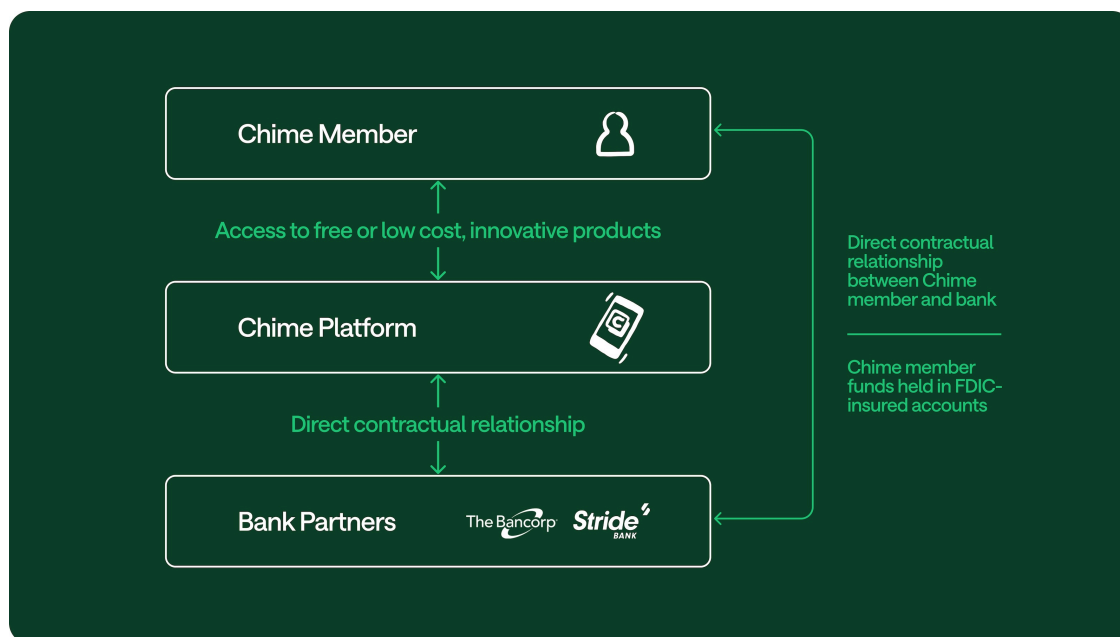 Chime Member
Access to free or low cost, innovative products
Chime Platform
Direct contractual relationship
Bank Partners
The Bancorp
Stride
BANK
Direct contractual
relationship
between Chime
member and bank
Chime member
funds held in FDIC-
insured accounts